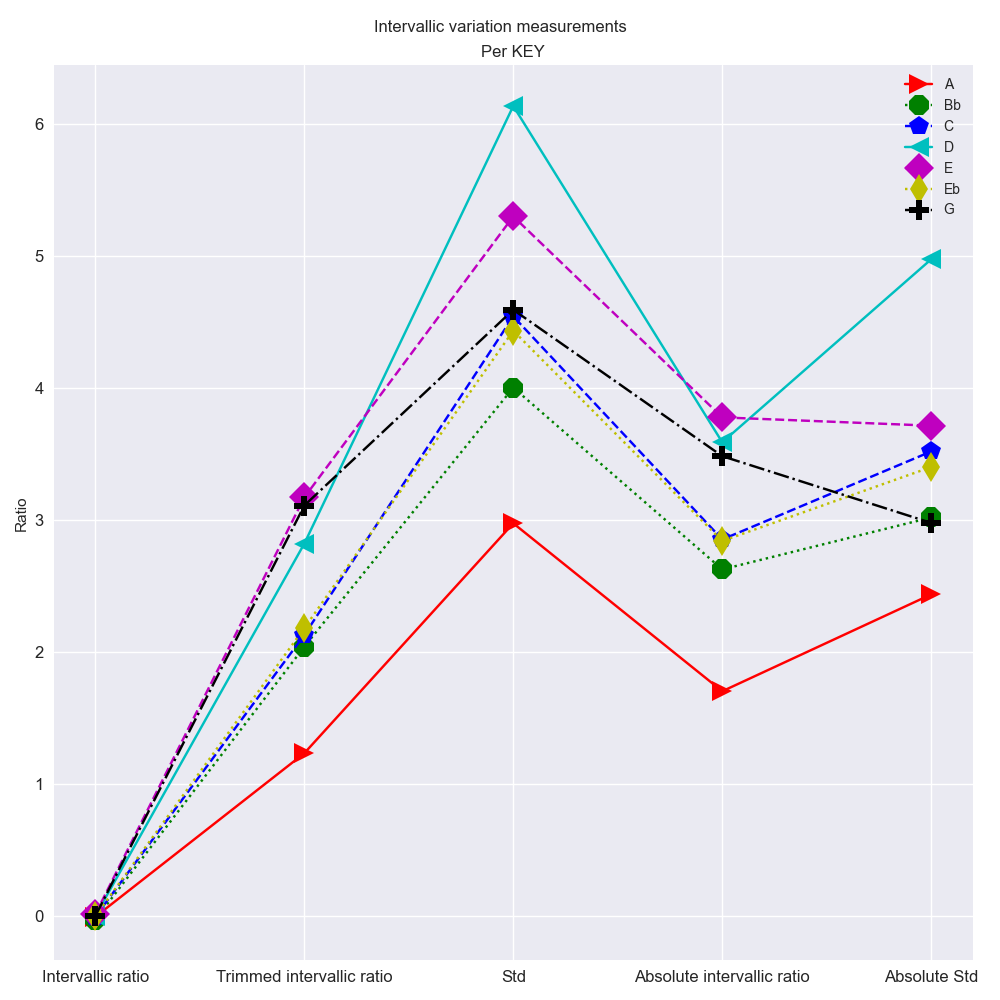 Intervallic variation measurements
Per KEY
A
Bb
C
D
E
Eb
G
Ratio
6
5
4
3
2
1
0
Intervallic ratio
Trimmed intervallic ratio
Std
Absolute intervallic ratio
Absolute Std